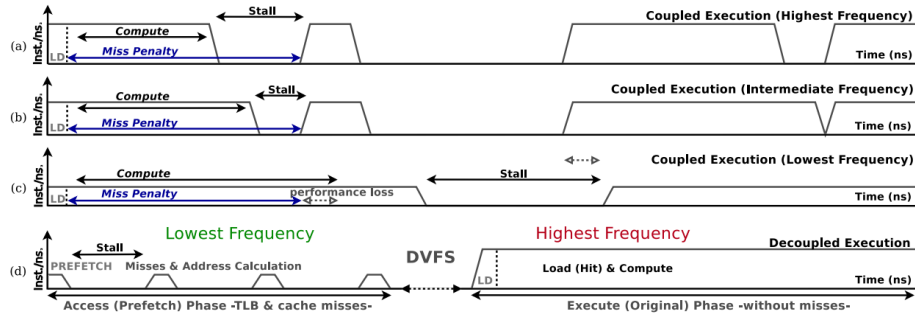 Stall
Coupled Execution (Highest Frequency)
Compute
(a)
Inst./ns.
LD
Miss Penalty
Time (ns)
Stall
Compute
Coupled Execution (Intermediate Frequency)
(b)
Inst./ns.
LD
Miss Penalty
Time (ns)
Coupled Execution (Lowest Frequency)
Compute
Stall
(c)
Inst./ns.
LD
Miss Penalty
performance loss
Time (ns)
Lowest Frequency
Highest Frequency
Stall
DVFS
Decoupled Execution
(d)
Inst./ns.
PREFETCH
Misses & Address Calculation
LD
Load (Hit) & Compute
Time (ns)
Access (Prefetch) Phase -TLB & cache misses-
Execute (Original) Phase -without misses-